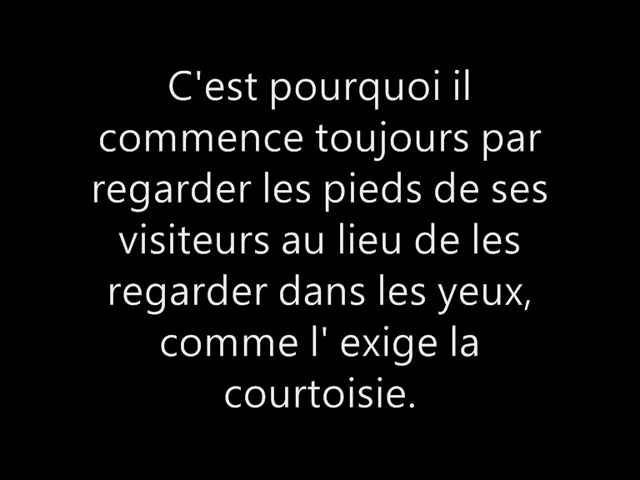 C'est pourquoi il
commence toujours par
regarder les pieds de ses
visiteurs au lieu de les
regarder dans les yeux,
comme l' exige la
courtoisie.